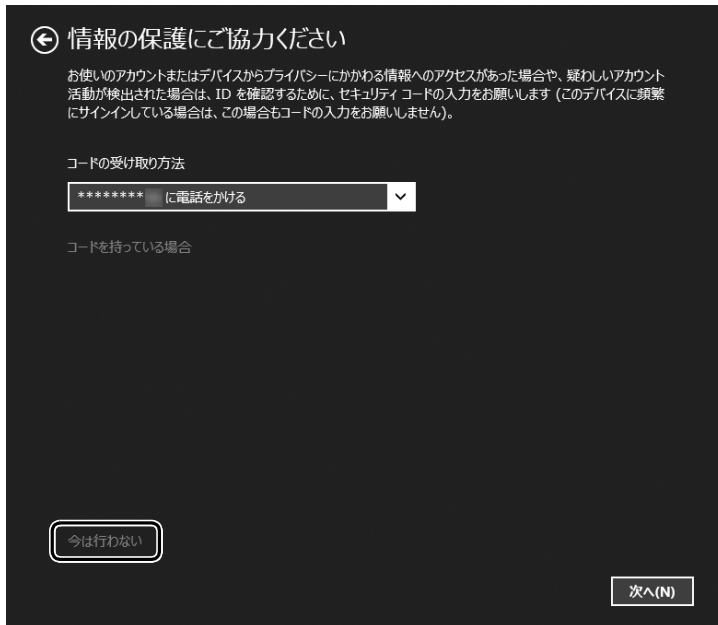 情報の保護にご協力ください
お使いのアカウントまたはデバイスからプライバシーにかかわる情報へのアクセスがあった場合や、疑わしいアカウント
活動が検出された場合は、ID を確認するために、セキュリティ コードの入力をお願いします (このデバイスに頻繁
にサインインしている場合は、この場合もコードの入力をお願いしません)。
コードの受け取り方法
******** に電話をかける
コードを持っている場合
今は行わない
次へ(N)